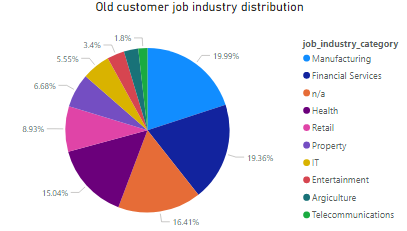 Old customer job industry distribution
1.8%
3.4%
5.55%
6.68%
8.93%
15.04%
16.41%
19.36%
19.99%
job_industry_category
Manufacturing
Financial Services
n/a
Health
Retail
Property
IT
Entertainment
Argiculture
Telecommunications